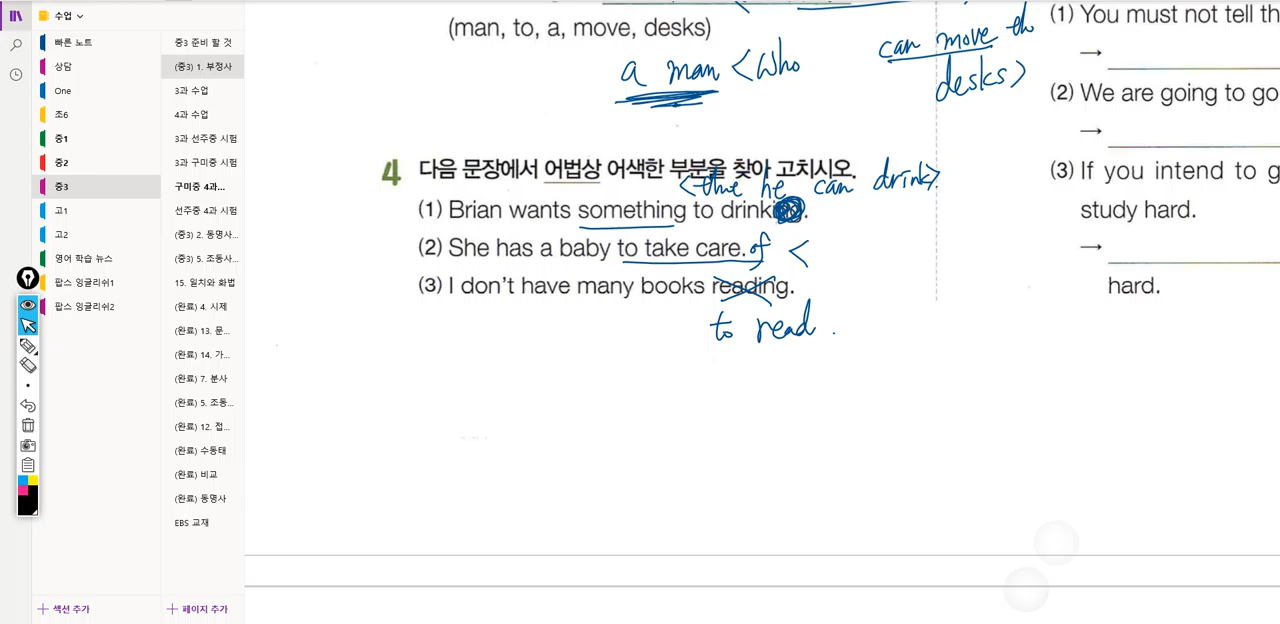 수업
빠른 노트
상담
One
초6
중1
중2
중3
고1
고2
영어 학습 뉴스
팝스 잉글리쉬1
팝스 잉글리쉬2
섹션 추가
중3 준비 할 것
(중3) 1. 부정사
3과 수업
4과 수업
3과 선주중 시험
3과 구미중 시험
구미중 4과...
선주중 4과 시험
(중3) 2. 동명사...
(중3) 5. 조동사...
15. 일치와 화법
(완료) 4. 시제
(완료) 13. 문...
(완료) 14. 가...
(완료) 7. 분사
(완료) 5. 조동...
(완료) 12. 접...
(완료) 수동태
(완료) 비교
(완료) 동명사
EBS 교재
페이지 추가
(man, to, a, move, desks)
a man <who can move the
desks>
4 다음 문장에서 어법상 어색한 부분을 찾아 고치시오.
he can drink>
(1) Brian wants something to drinking.
(2) She has a baby to take care. of <
(3) I don't have many books reading.
to read.
(1) You must not tell th
→
(2) We are going to go
→
(3) If you intend to g
study hard.
→
hard.